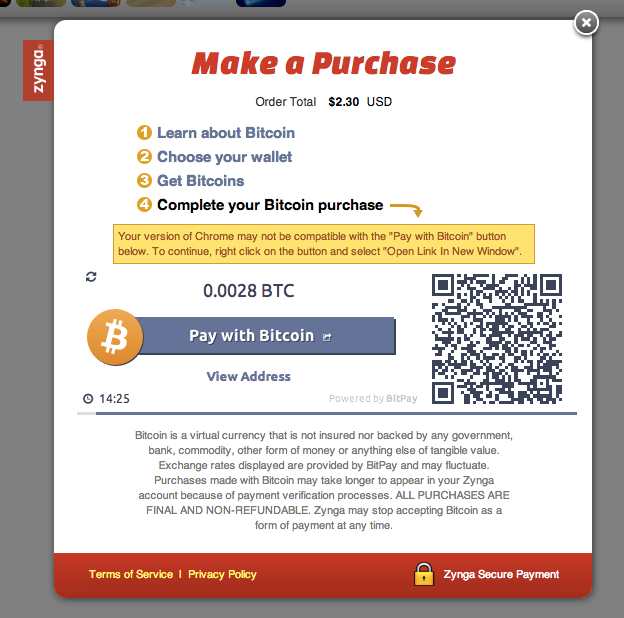 zynga
Make a Purchase
Order Total $2.30 USD
1 Learn about Bitcoin
2 Choose your wallet
3 Get Bitcoins
4 Complete your Bitcoin purchase
Your version of Chrome may not be compatible with the "Pay with Bitcoin" button
below. To continue, right click on the button and select "Open Link In New Window".
0.0028 BTC
Pay with Bitcoin
View Address
14:25
Powered by BitPay
Bitcoin is a virtual currency that is not insured nor backed by any government,
bank, commodity, other form of money or anything else of tangible value.
Exchange rates displayed are provided by BitPay and may fluctuate.
Purchases made with Bitcoin may take longer to appear in your Zynga
account because of payment verification processes. ALL PURCHASES ARE
FINAL AND NON-REFUNDABLE. Zynga may stop accepting Bitcoin as a
form of payment at any time.
Terms of Service | Privacy Policy
Zynga Secure Payment